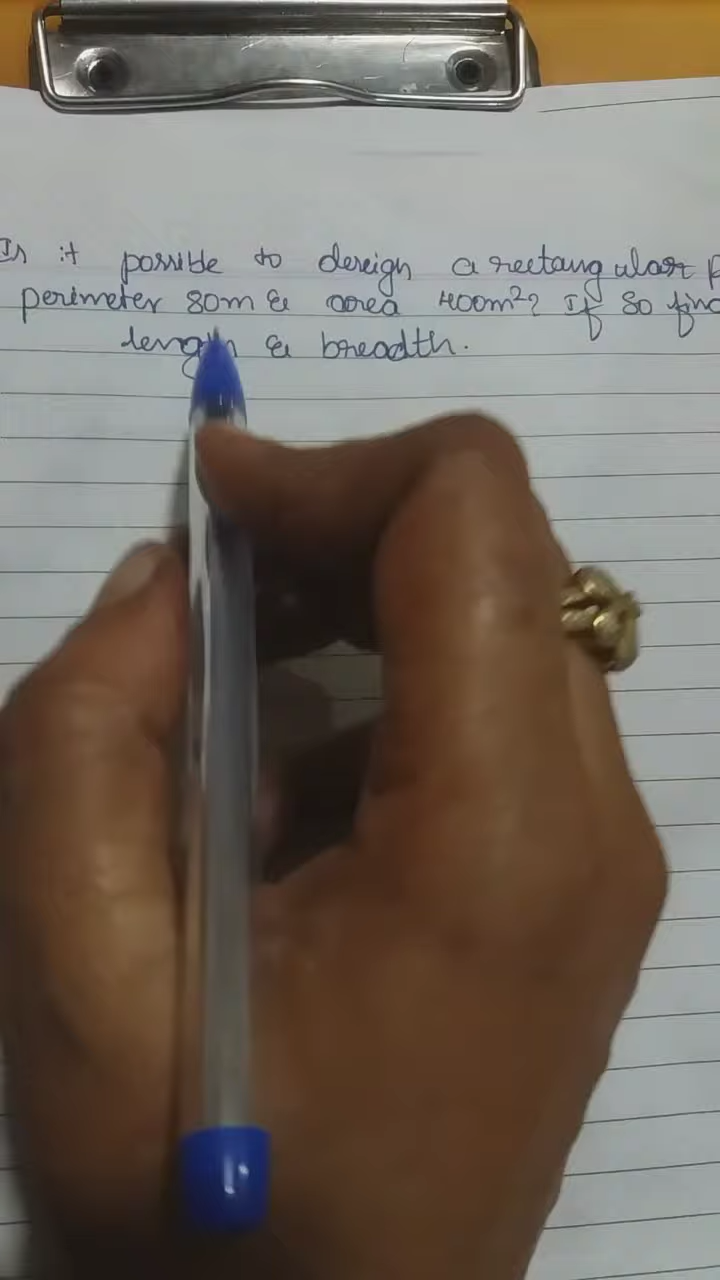 Is it possible to design a rectangular p
perimeter 80m & area 400m²? If so find
length & breadth.